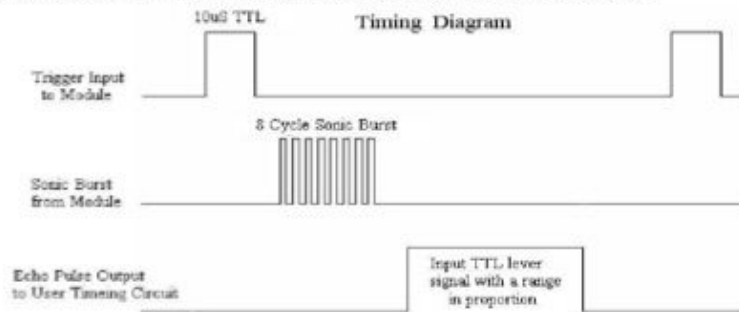 10uS TTL
Timing Diagram
Trigger Input
to Module
8 Cycle Sonic Burst
Sonic Burst
from Module
Echo Pulse Output
to User Timeing Circuit
Input TTL lever
signal with a range
in proportion